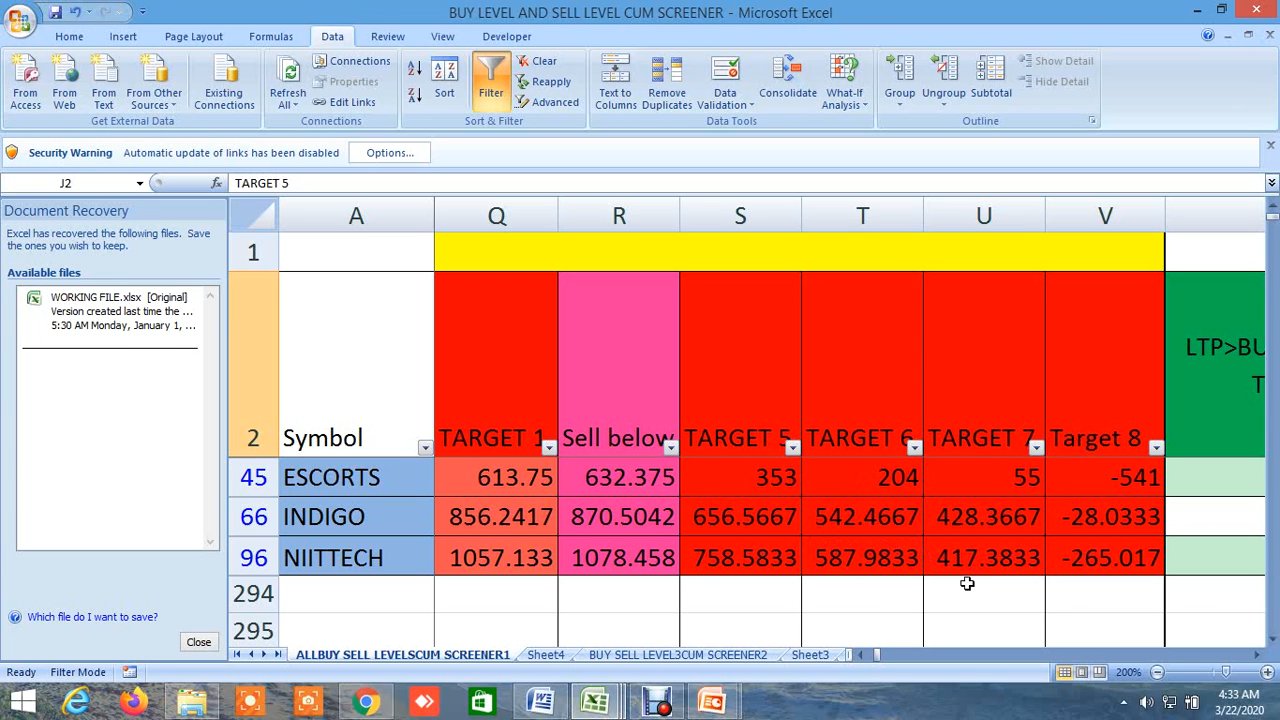 BUY LEVEL AND SELL LEVEL CUM SCREENER - Microsoft Excel
Home Insert Page Layout Formulas Data Review View Developer
From Access
From Web
From Text
From Other Sources
Existing Connections
Get External Data
Refresh All
Connections
Properties
Edit Links
Connections
Sort
Filter
Clear
Reapply
Advanced
Sort & Filter
Text to Columns
Remove Duplicates
Data Validation
Consolidate
What-If Analysis
Data Tools
Group
Ungroup
Subtotal
Show Detail
Hide Detail
Outline
Security Warning Automatic update of links has been disabled Options...
J2 fx TARGET 5
Document Recovery
Excel has recovered the following files. Save
the ones you wish to keep.
Available files
WORKING FILE.xlsx [Original]
Version created last time the ...
5:30 AM Monday, January 1, ...
Which file do I want to save?
Close
A Q R S T U V
1
LTP>BU
T
2 Symbol TARGET 1 Sell below TARGET 5 TARGET 6 TARGET 7 Target 8
45 ESCORTS 613.75 632.375 353 204 55 -541
66 INDIGO 856.2417 870.5042 656.5667 542.4667 428.3667 -28.0333
96 NIITTECH 1057.133 1078.458 758.5833 587.9833 417.3833 -265.017
294
295
ALLBUY SELL LEVELSCUM SCREENER1 Sheet4 BUY SELL LEVEL3CUM SCREENER2 Sheet3
Ready Filter Mode 200%
4:33 AM
3/22/2020